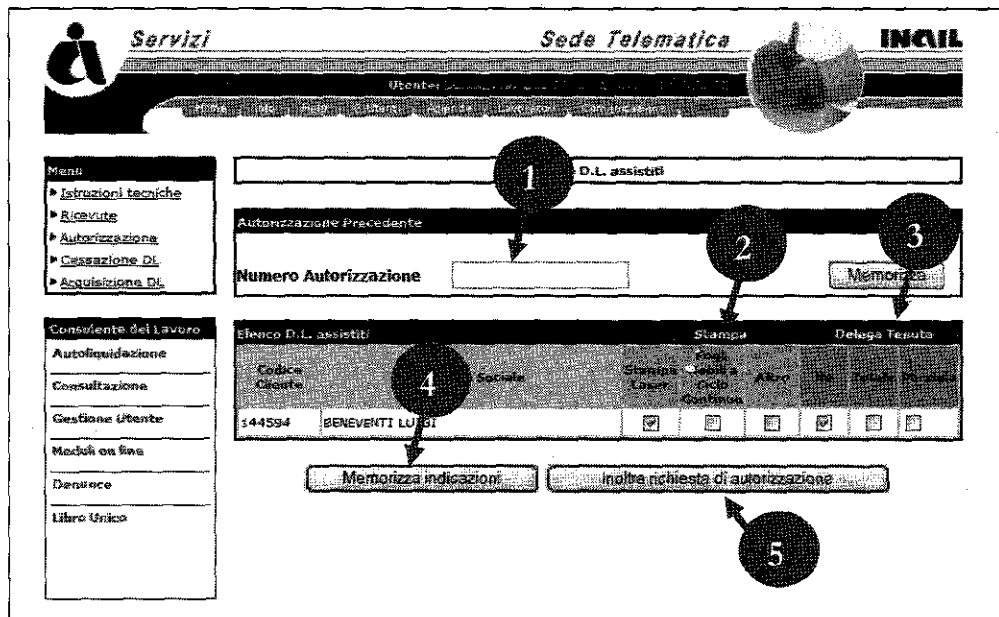 Servizi
Sede Telematica
INAIL
Utente:
Menu
Istruzioni tecniche
Ricevute
Autorizzazione
Cessazione DL
Acquisizione DL
Consulente del Lavoro
Autoliquidazione
Consultazione
Gestione Utente
Moduli on line
Denunce
Libro Unico
1
D.L. assistiti
Autorizzazione Precedente
2
3
Numero Autorizzazione
Memorizza
Elenco D.L. assistiti
Stampa
Delega Tenuta
Codice
4
Sociale
Stampa
Laser
Ciclo
Continuo
Altro
No
Totale
144594
BENEVENTI LUIGI
Memorizza indicazioni
Inoltra richiesta di autorizzazione
5